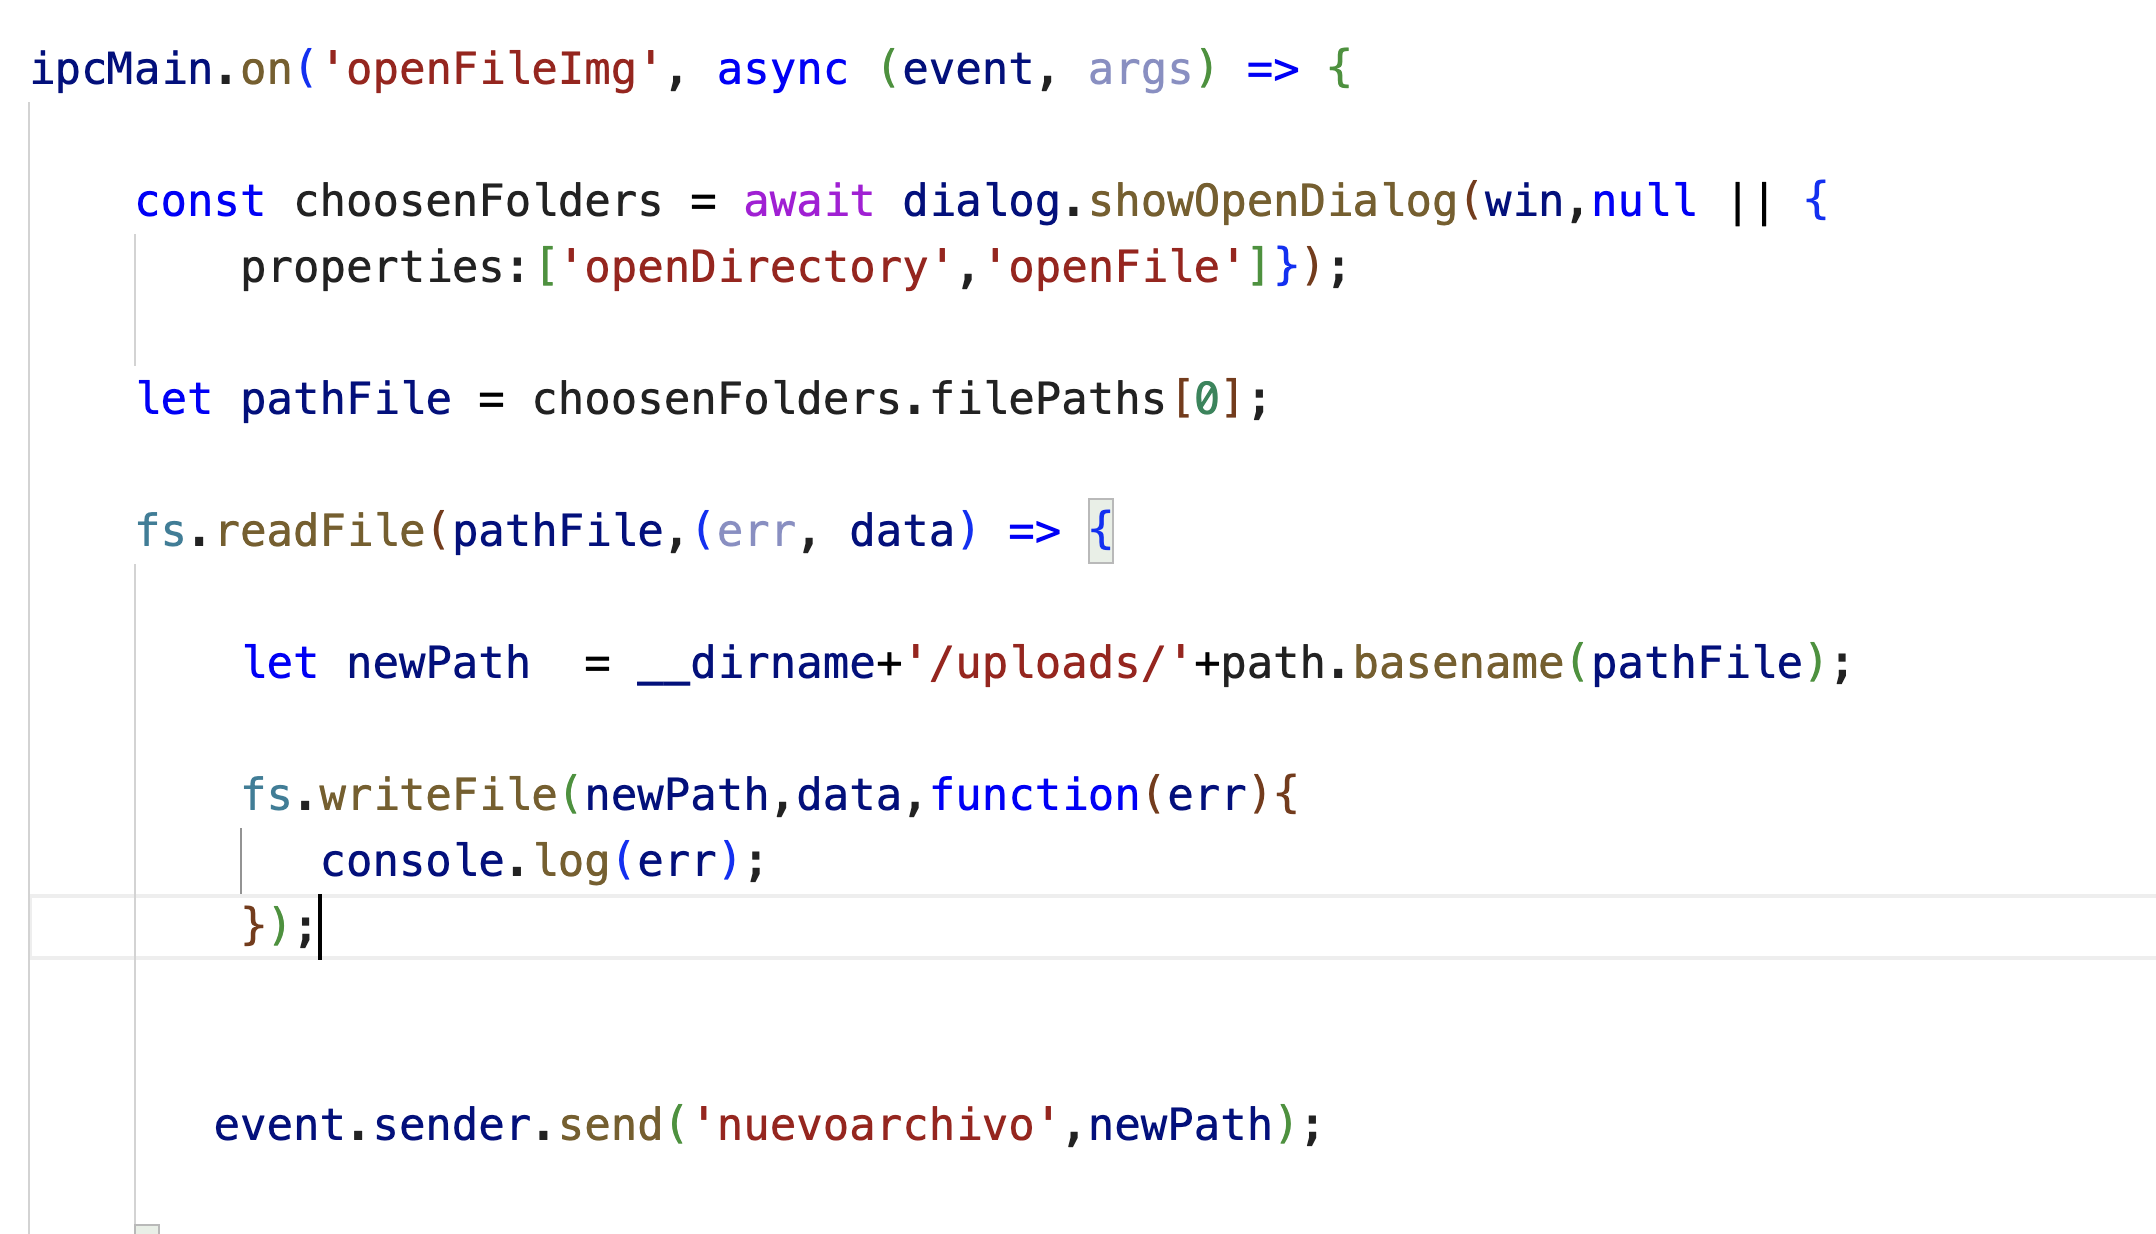 ipcMain.on('openFileImg', async (event, args) => {
const choosenFolders = await dialog.showOpenDialog(win,null || {
properties:['openDirectory','openFile']});
let pathFile = choosenFolders.filePaths[0];
fs.readFile(pathFile,(err, data) => {
let newPath  = __dirname+'/uploads/'+path.basename(pathFile);
fs.writeFile(newPath,data,function(err){
console.log(err);
});
event.sender.send('nuevoarchivo',newPath);